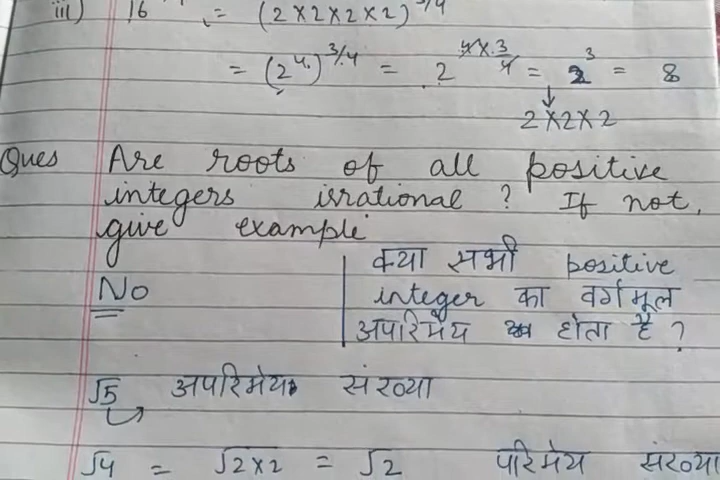 iii) 16 = (2×2×2×2)^3/4
= (2^4)^3/4 = 2^4×3/4 = 2^3 = 8
2×2×2
Ques Are roots of all positive
integers irrational ? If not,
give example
No
क्या सभी positive
integer का वर्गमूल
अपरिमेय होता है ?
√5 अपरिमेय संख्या
√4 = √2×2 = √2 परिमेय संख्या